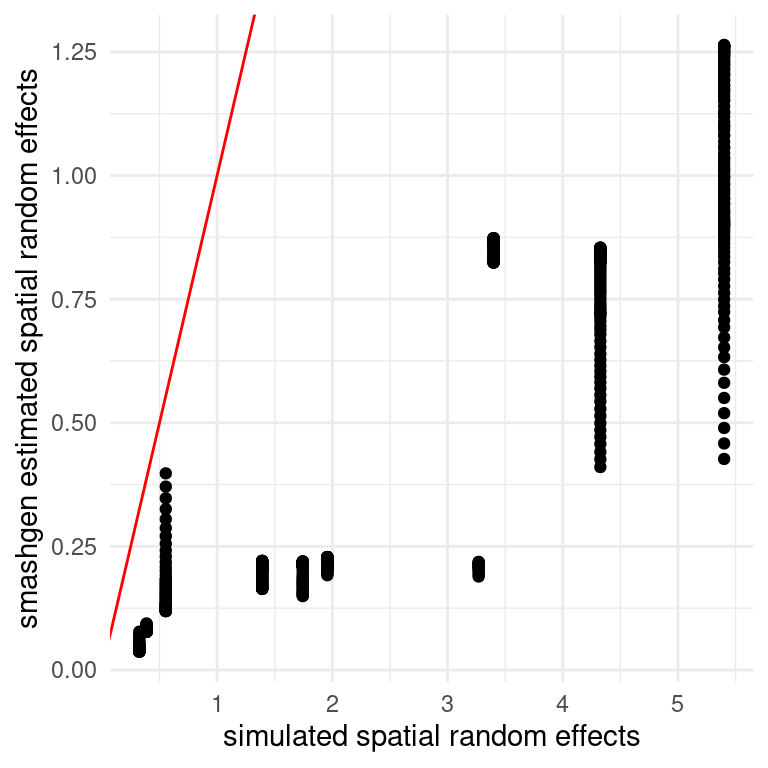 smashgen estimated spatial random effects
1.25
1.00
0.75
0.50
0.25
0.00
1 2 3 4 5
simulated spatial random effects